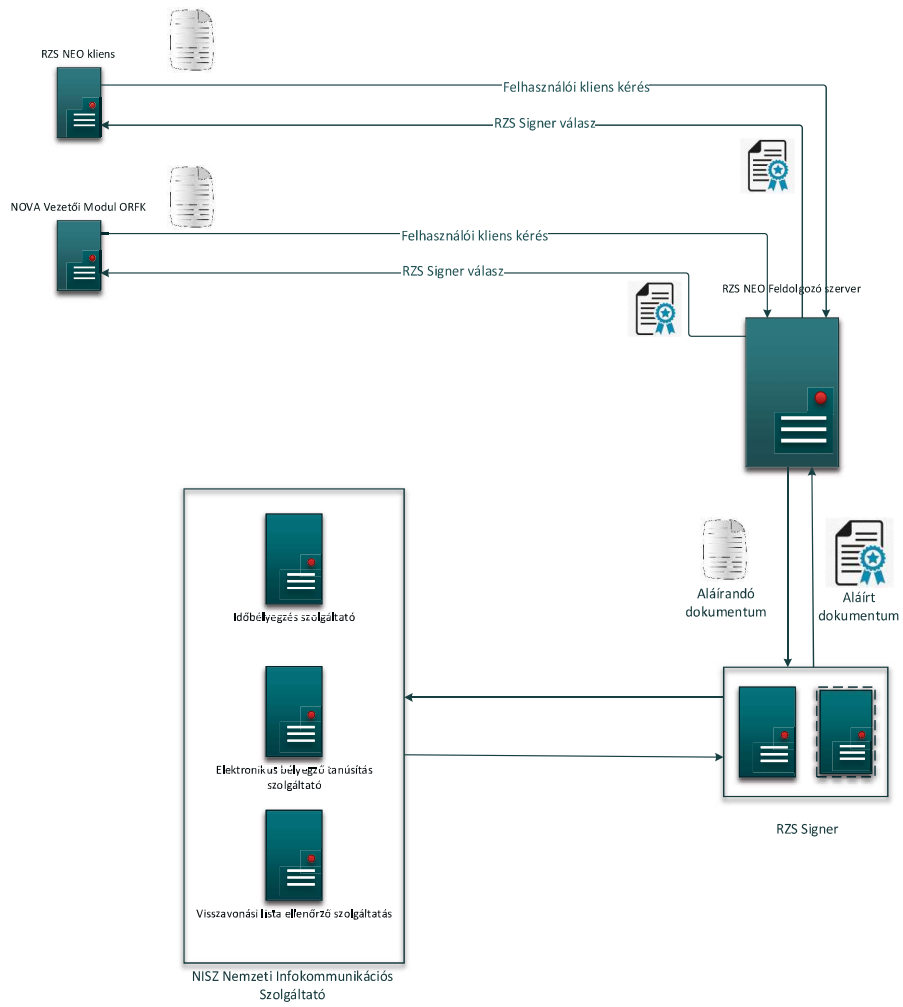 RZS NEO kliens
Felhasználói kliens kérés
RZS Signer válasz
NOVA Vezetői Modul ORFK
Felhasználói kliens kérés
RZS Signer válasz
RZS NEO Feldolgozó szerver
Aláírandó
dokumentum
Aláírt
dokumentum
Időbélyegzés szolgáltató
Elektronikus bélyegző tanúsítás
szolgáltató
Visszavonási lista ellenőrző szolgáltatás
RZS Signer
NISZ Nemzeti Infokommunikációs
Szolgáltató